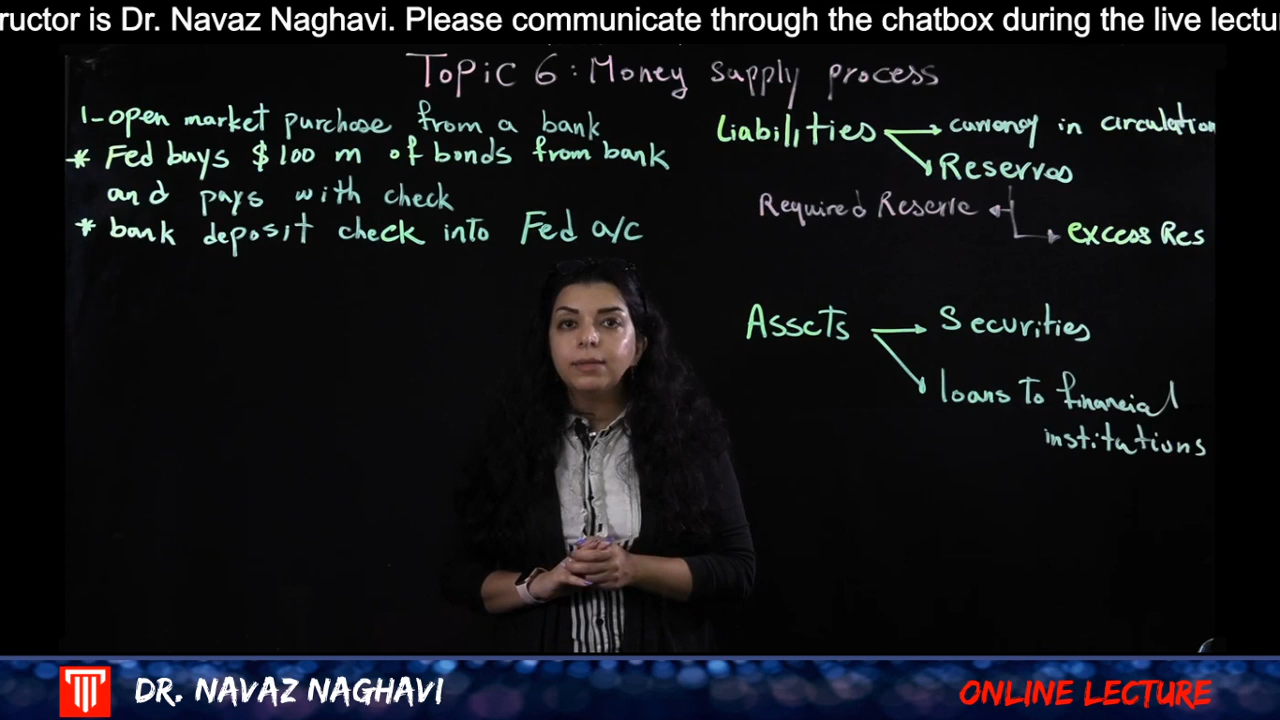 ructor is Dr. Navaz Naghavi. Please communicate through the chatbox during the live lectu
Topic 6: Money supply process
1- open market purchase from a bank
* Fed buys $100 m of bonds from bank
and pays with check
* bank deposit check into Fed a/c
Liabilities → currency in circulation
Reserves
Required Reserve
excess Res
Assets → Securities
loans To financial
institutions
DR. NAVAZ NAGHAVI
ONLINE LECTURE